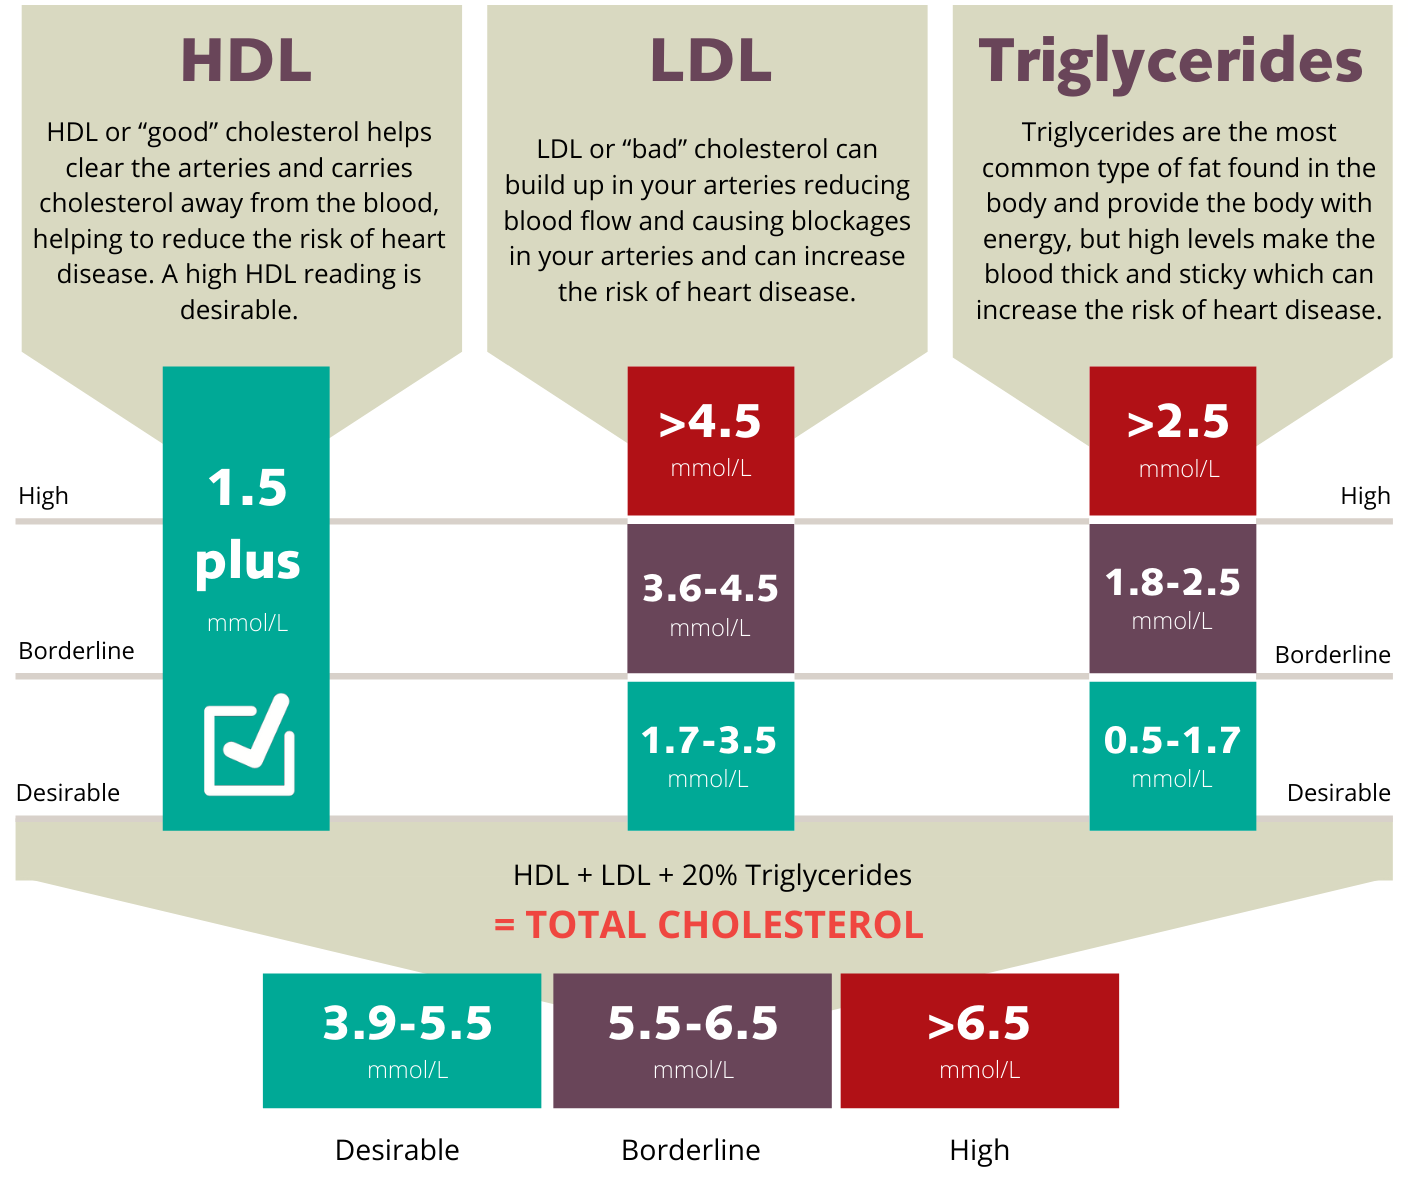 HDL
HDL or “good” cholesterol helps
clear the arteries and carries
cholesterol away from the blood,
helping to reduce the risk of heart
disease. A high HDL reading is
desirable.
LDL
LDL or “bad” cholesterol can
build up in your arteries reducing
blood flow and causing blockages
in your arteries and can increase
the risk of heart disease.
Triglycerides
Triglycerides are the most
common type of fat found in the
body and provide the body with
energy, but high levels make the
blood thick and sticky which can
increase the risk of heart disease.
High
Borderline
Desirable
1.5
plus
mmol/L
>4.5
mmol/L
3.6-4.5
mmol/L
1.7-3.5
mmol/L
>2.5
mmol/L
1.8-2.5
mmol/L
0.5-1.7
mmol/L
High
Borderline
Desirable
HDL + LDL + 20% Triglycerides
= TOTAL CHOLESTEROL
3.9-5.5
mmol/L
Desirable
5.5-6.5
mmol/L
Borderline
>6.5
mmol/L
High